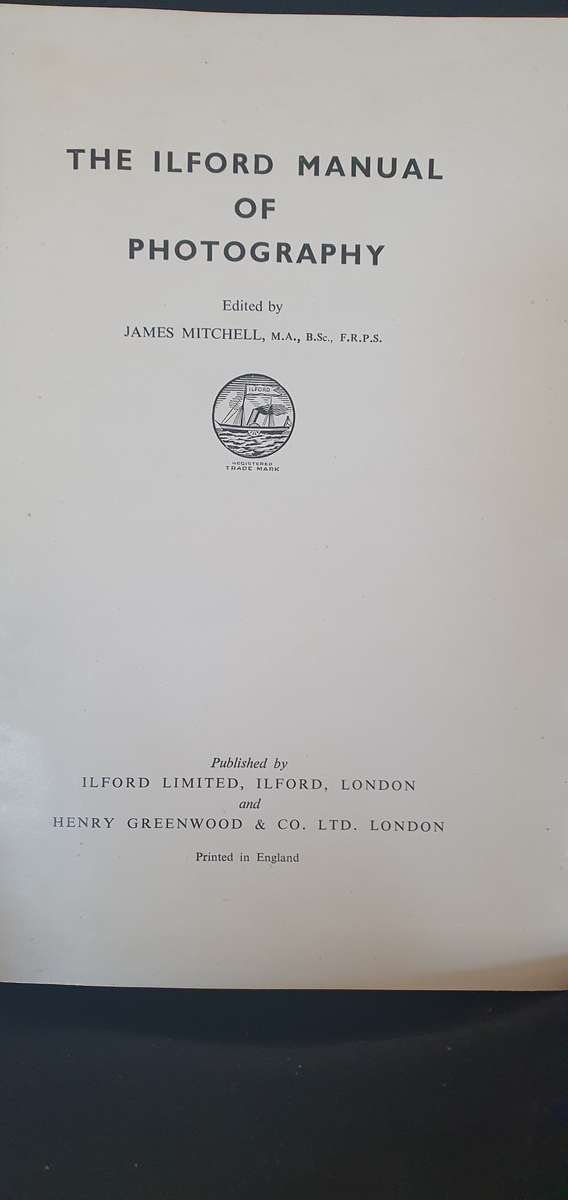 THE ILFORD MANUAL
OF
PHOTOGRAPHY
Edited by
JAMES MITCHELL, M.A., B.Sc., F.R.P.S.
ILFORD
REGISTERED
TRADE MARK
Published by
ILFORD LIMITED, ILFORD, LONDON
and
HENRY GREENWOOD & CO. LTD. LONDON
Printed in England